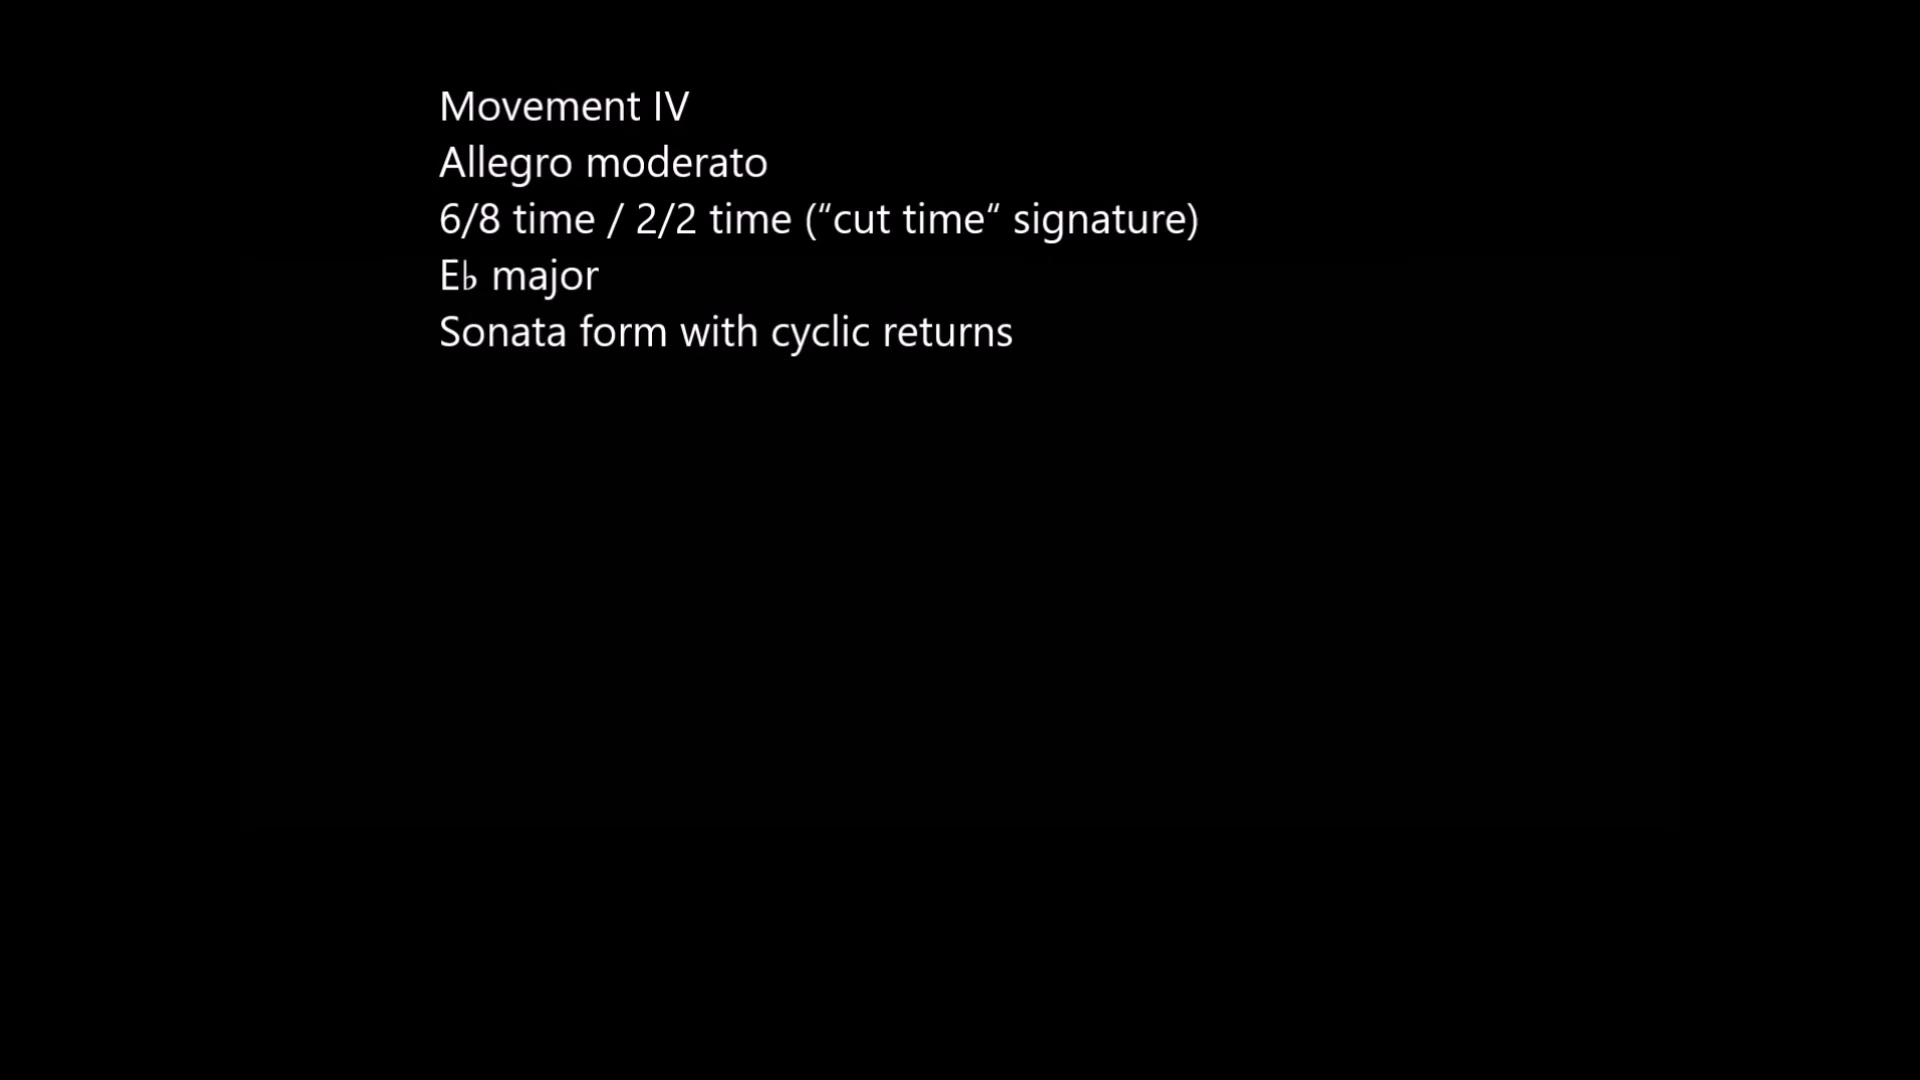 Movement IV
Allegro moderato
6/8 time / 2/2 time (“cut time“ signature)
E♭ major
Sonata form with cyclic returns